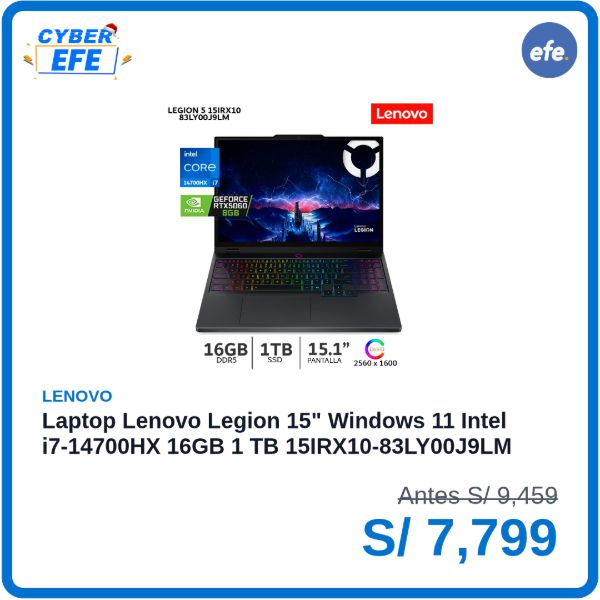 CYBER
EFE
efe.
LEGION 5 15IRX10
83LY00J9LM
Lenovo
intel
CORE
14700HX i7
NVIDIA
GEFORCE
RTX5060
8GB
LEGION
16GB
DDR5
1TB
SSD
15.1”
PANTALLA
OLED
2560 x 1600
LENOVO
Laptop Lenovo Legion 15" Windows 11 Intel
i7-14700HX 16GB 1 TB 15IRX10-83LY00J9LM
Antes S/ 9,459
S/ 7,799